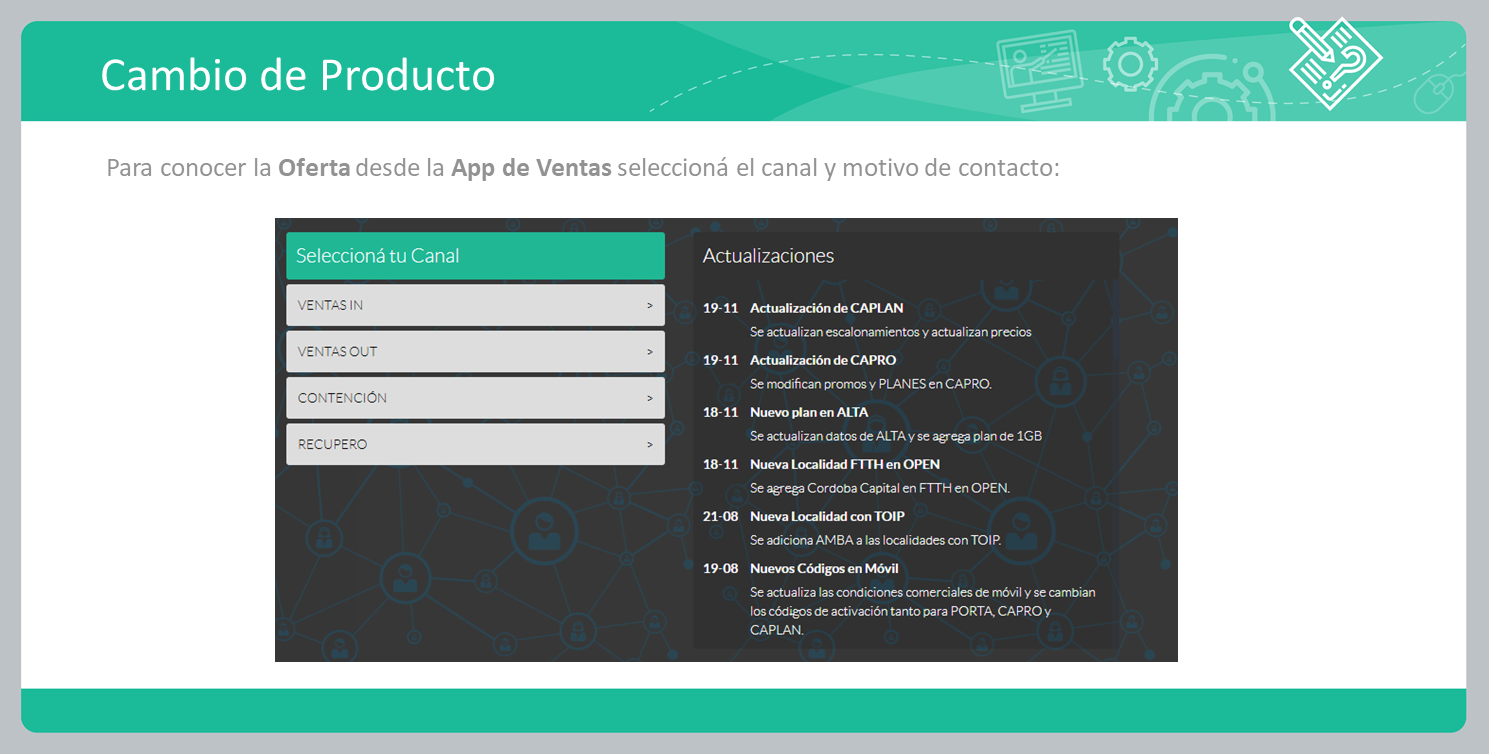 Cambio de Producto
Para conocer la Oferta desde la App de Ventas seleccioná el canal y motivo de contacto:
Seleccioná tu Canal
VENTAS IN >
VENTAS OUT >
CONTENCIÓN >
RECUPERO >
Actualizaciones
19-11 Actualización de CAPLAN
Se actualizan escalonamientos y actualizan precios
19-11 Actualización de CAPRO
Se modifican promos y PLANES en CAPRO.
18-11 Nuevo plan en ALTA
Se actualizan datos de ALTA y se agrega plan de 1GB
18-11 Nueva Localidad FTTH en OPEN
Se agrega Cordoba Capital en FTTH en OPEN.
21-08 Nueva Localidad con TOIP
Se adiciona AMBA a las localidades con TOIP.
19-08 Nuevos Códigos en Móvil
Se actualiza las condiciones comerciales de móvil y se cambian
los códigos de activación tanto para PORTA, CAPRO y
CAPLAN.